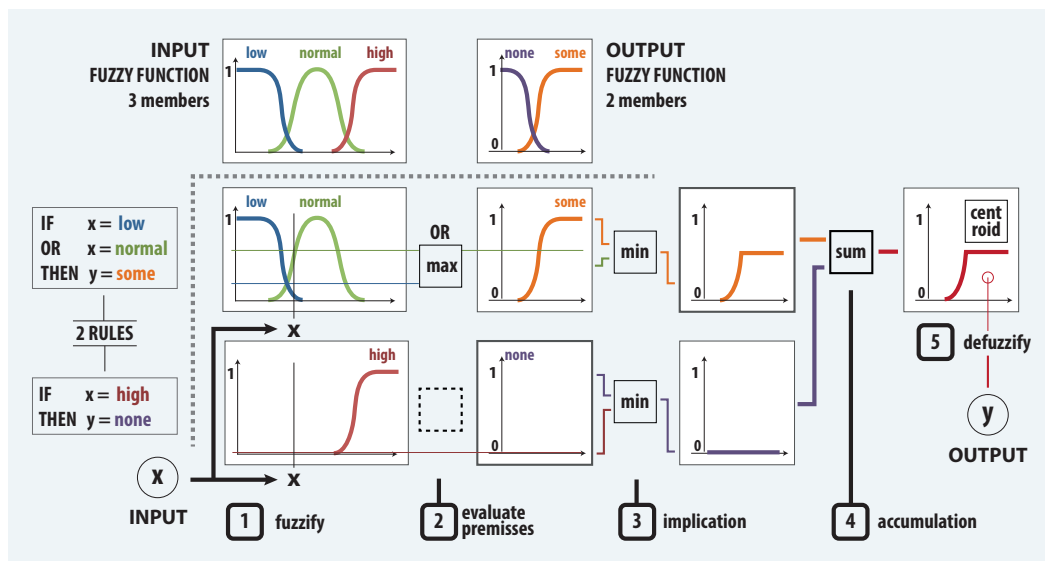 INPUT
FUZZY FUNCTION
3 members
low normal high
1
none some
1
0
OUTPUT
FUZZY FUNCTION
2 members
IF x = low
OR x = normal
THEN y = some
2 RULES
IF x = high
THEN y = none
low normal
1
x
OR
max
some
1
0
min
1
0
sum
cent
roid
1
0
high
1
x
none
1
0
min
1
0
x
INPUT
y
OUTPUT
1 fuzzify
2 evaluate
premisses
3 implication
4 accumulation
5 defuzzify